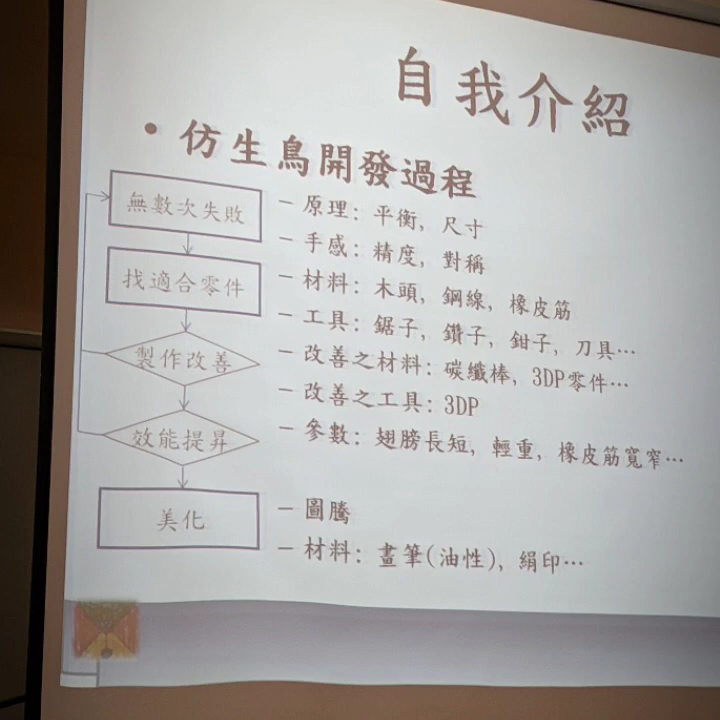 自我介紹
• 仿生鳥開發過程
無數次失敗
找適合零件
製作改善
效能提昇
美化
– 原理: 平衡, 尺寸
– 手感: 精度, 對稱
– 材料: 木頭, 鋼線, 橡皮筋
– 工具: 鋸子, 鑽子, 鉗子, 刀具…
– 改善之材料: 碳纖棒, 3DP零件…
– 改善之工具: 3DP
– 參數: 翅膀長短, 輕重, 橡皮筋寬窄…
– 圖騰
– 材料: 畫筆(油性), 絹印…